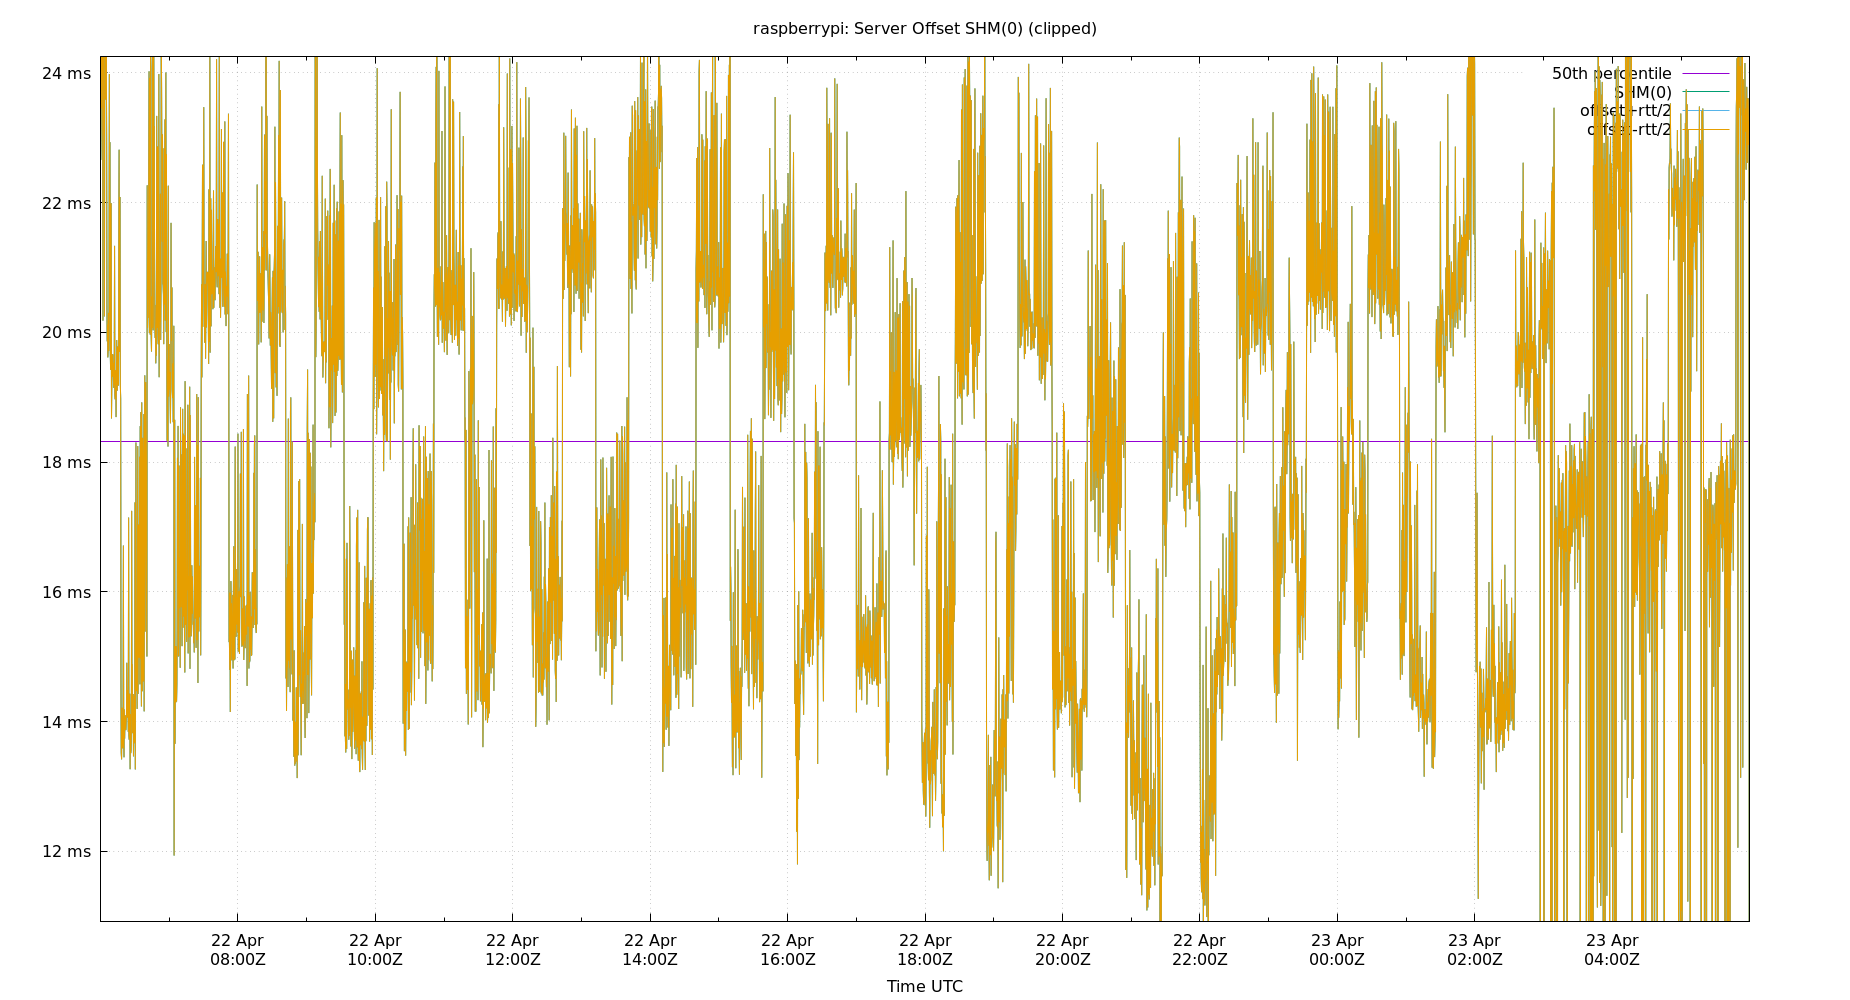 raspberrypi: Server Offset SHM(0) (clipped)
24 ms
22 ms
20 ms
18 ms
16 ms
14 ms
12 ms
50th percentile
SHM(0)
offset+rtt/2
offset-rtt/2
22 Apr
08:00Z
22 Apr
10:00Z
22 Apr
12:00Z
22 Apr
14:00Z
22 Apr
16:00Z
22 Apr
18:00Z
22 Apr
20:00Z
22 Apr
22:00Z
23 Apr
00:00Z
23 Apr
02:00Z
23 Apr
04:00Z
Time UTC